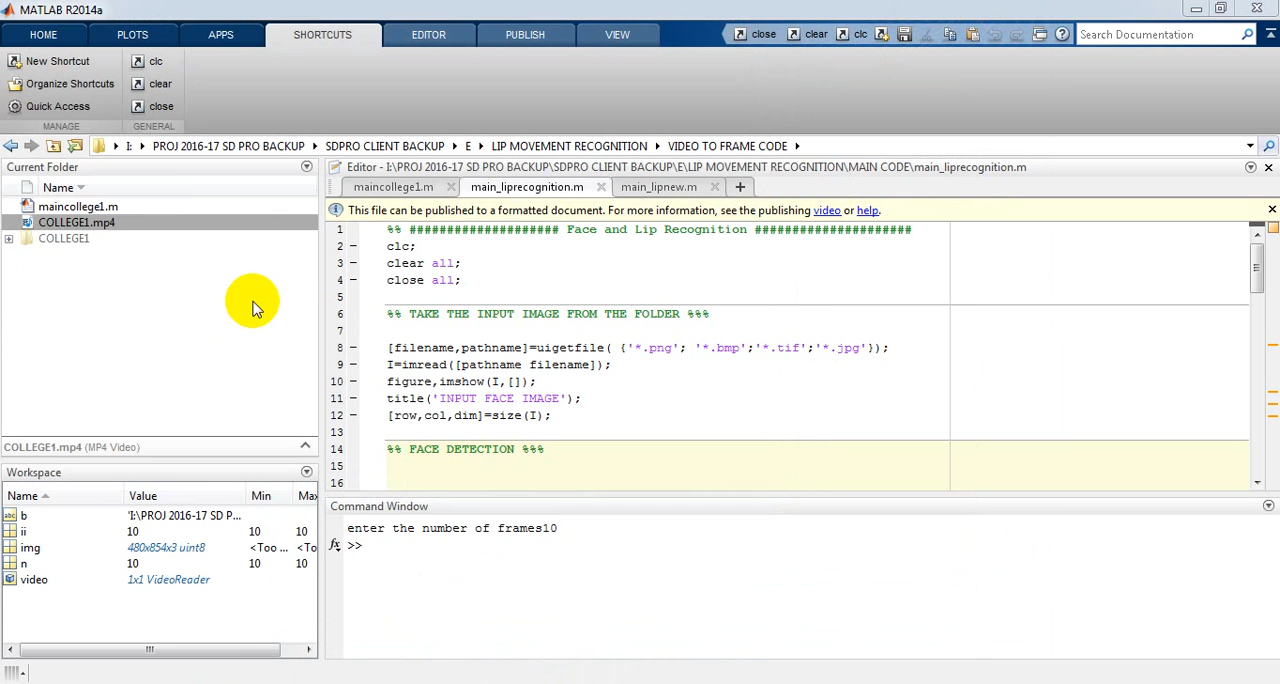 MATLAB R2014a
HOME PLOTS APPS SHORTCUTS EDITOR PUBLISH VIEW close clear clc Search Documentation
New Shortcut clc
Organize Shortcuts clear
Quick Access close
MANAGE GENERAL
I: PROJ 2016-17 SD PRO BACKUP SDPRO CLIENT BACKUP E LIP MOVEMENT RECOGNITION VIDEO TO FRAME CODE
Current Folder
Name
maincollege1.m
COLLEGE1.mp4
COLLEGE1
COLLEGE1.mp4 (MP4 Video)
Workspace
Name Value Min Max
b 'I:\PROJ 2016-17 SD P...
ii 10 10 10
img 480x854x3 uint8 <Too ... <To
n 10 10 10
video 1x1 VideoReader
Editor - I:\PROJ 2016-17 SD PRO BACKUP\SDPRO CLIENT BACKUP\E\LIP MOVEMENT RECOGNITION\MAIN CODE\main_liprecognition.m
maincollege1.m main_liprecognition.m main_lipnew.m
This file can be published to a formatted document. For more information, see the publishing video or help.
1 %% #################### Face and Lip Recognition #####################
2 clc;
3 clear all;
4 close all;
5
6 %% TAKE THE INPUT IMAGE FROM THE FOLDER %%%
7
8 [filename,pathname]=uigetfile( {'*.png'; '*.bmp';'*.tif';'*.jpg'});
9 I=imread([pathname filename]);
10 figure,imshow(I,[]);
11 title('INPUT FACE IMAGE');
12 [row,col,dim]=size(I);
13
14 %% FACE DETECTION %%%
15
16
Command Window
enter the number of frames10
fx >>